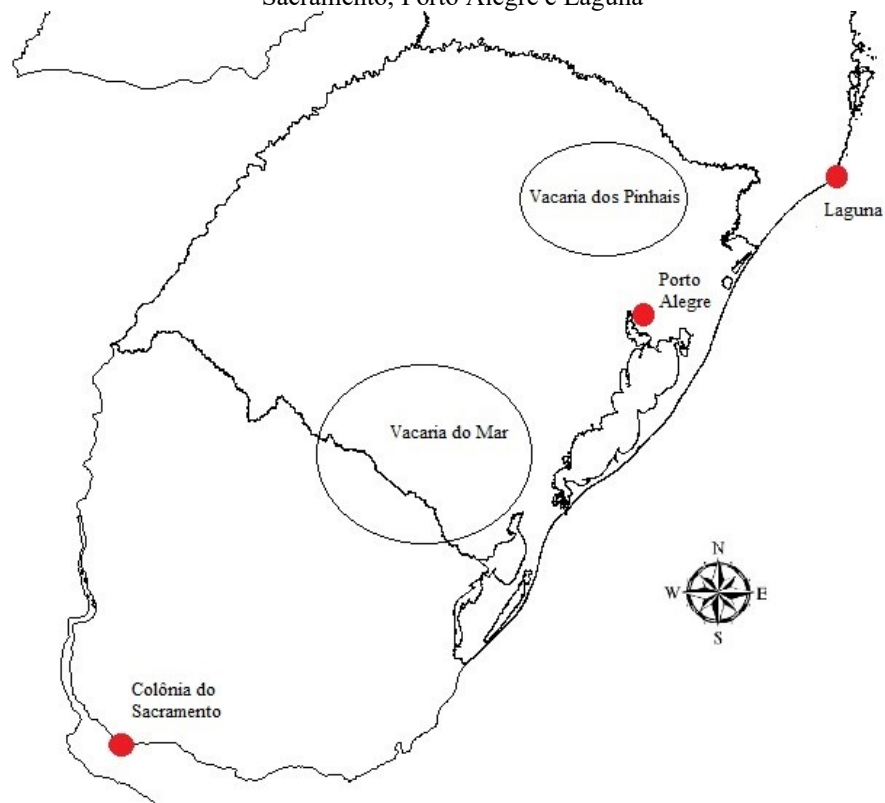 Sacramento, Porto Alegre e Laguna
Vacaria dos Pinhais
Laguna
Porto
Alegre
Vacaria do Mar
N
W E
S
Colônia do
Sacramento